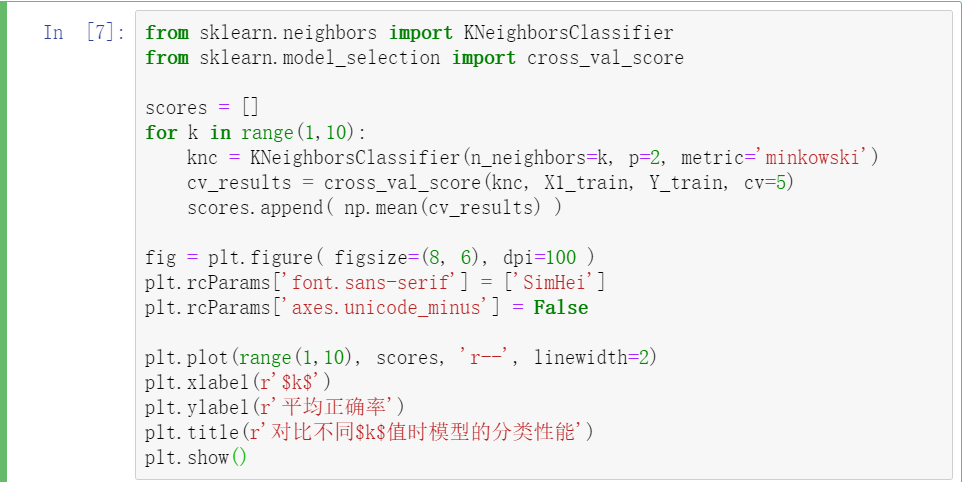 In [7]:
from sklearn.neighbors import KNeighborsClassifier
from sklearn.model_selection import cross_val_score
scores = []
for k in range(1,10):
    knc = KNeighborsClassifier(n_neighbors=k, p=2, metric='minkowski')
    cv_results = cross_val_score(knc, X1_train, Y_train, cv=5)
    scores.append( np.mean(cv_results) )
fig = plt.figure( figsize=(8, 6), dpi=100 )
plt.rcParams['font.sans-serif'] = ['SimHei']
plt.rcParams['axes.unicode_minus'] = False
plt.plot(range(1,10), scores, 'r--', linewidth=2)
plt.xlabel(r'$k$')
plt.ylabel(r'平均正确率')
plt.title(r'对比不同$k$值时模型的分类性能')
plt.show()